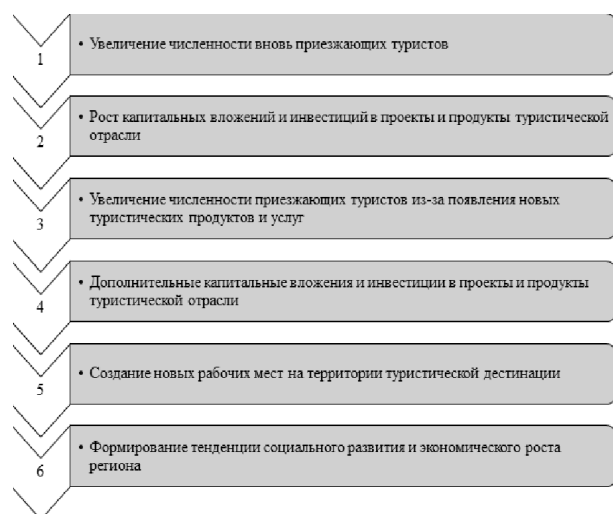 1
• Увеличение численности вновь приезжающих туристов
2
• Рост капитальных вложений и инвестиций в проекты и продукты туристической
отрасли
3
• Увеличение численности приезжающих туристов из-за появления новых
туристических продуктов и услуг
4
• Дополнительные капитальные вложения и инвестиции в проекты и продукты
туристической отрасли
5
• Создание новых рабочих мест на территории туристической дестинации
6
• Формирование тенденции социального развития и экономического роста
региона